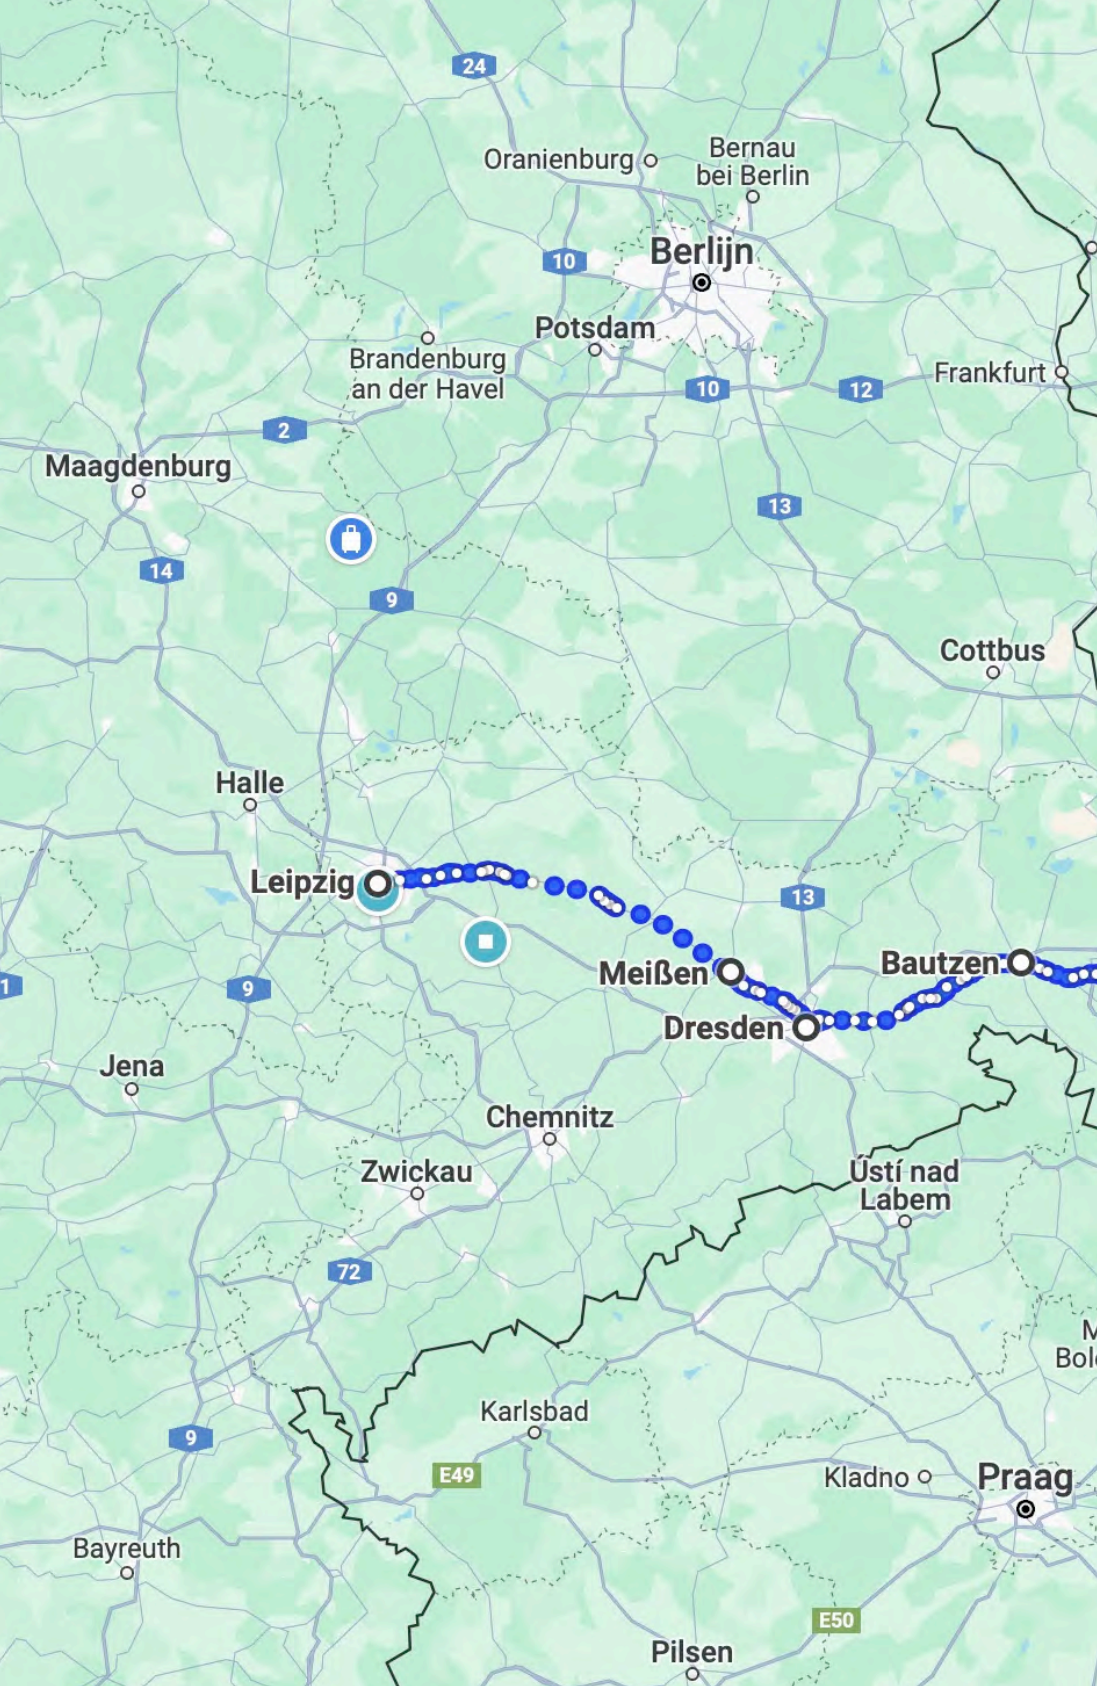 24
Oranienburg
Bernau
bei Berlin
Berlijn
10
Potsdam
Brandenburg
an der Havel
Frankfurt
10
12
2
Maagdenburg
13
14
9
Cottbus
Halle
Leipzig
13
Meißen
Bautzen
1
9
Dresden
Jena
Chemnitz
Zwickau
Ústí nad
Labem
72
M
Bole
Karlsbad
9
E49
Kladno
Praag
Bayreuth
E50
Pilsen